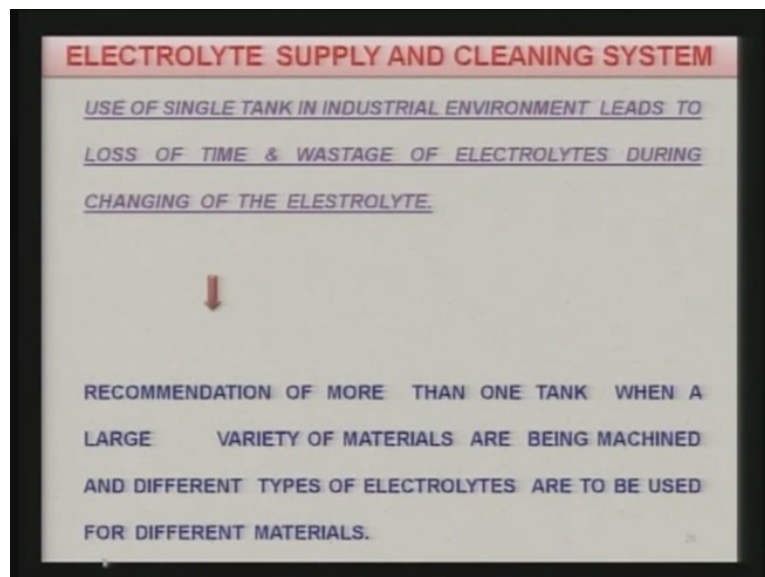 ELECTROLYTE SUPPLY AND CLEANING SYSTEM
USE OF SINGLE TANK IN INDUSTRIAL ENVIRONMENT LEADS TO
LOSS OF TIME & WASTAGE OF ELECTROLYTES DURING
CHANGING OF THE ELESTROLYTE.
RECOMMENDATION OF MORE THAN ONE TANK WHEN A
LARGE VARIETY OF MATERIALS ARE BEING MACHINED
AND DIFFERENT TYPES OF ELECTROLYTES ARE TO BE USED
FOR DIFFERENT MATERIALS.